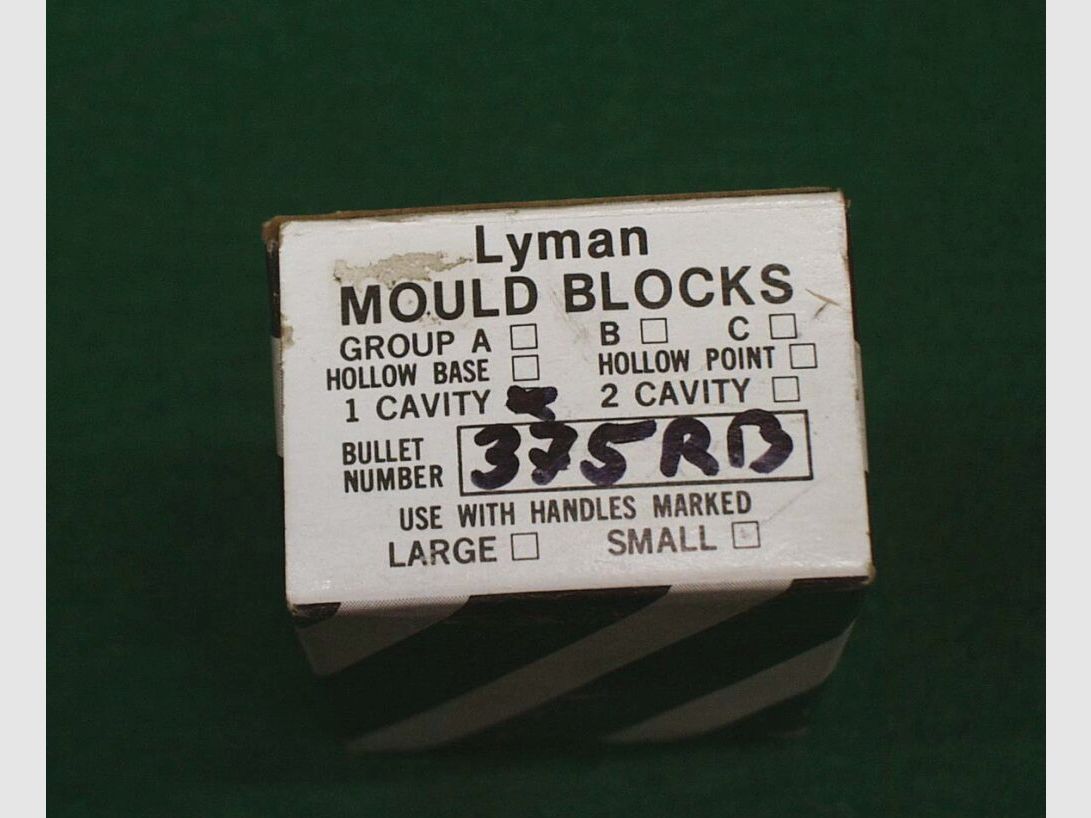 Lyman
MOULD BLOCKS
GROUP A □ B □ C □
HOLLOW BASE □ HOLLOW POINT □
1 CAVITY 2 CAVITY □
BULLET NUMBER 375RB
USE WITH HANDLES MARKED
LARGE □ SMALL □